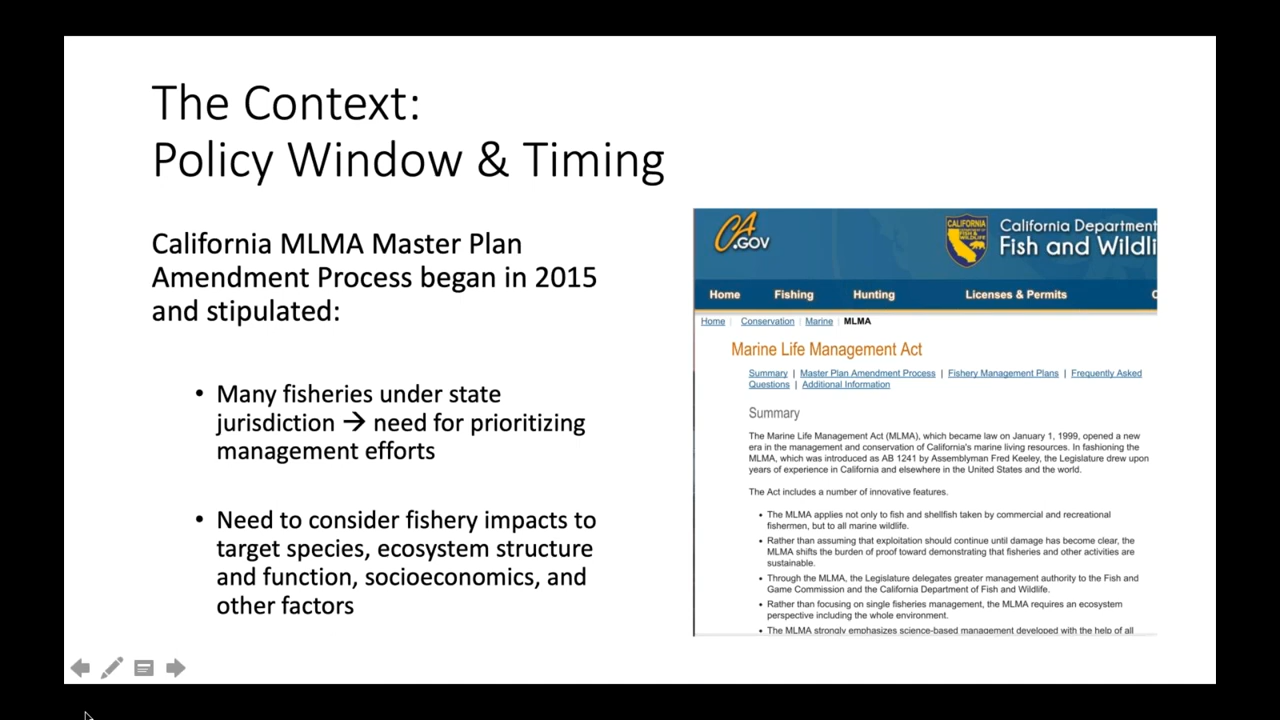 The Context:
Policy Window & Timing
California MLMA Master Plan
Amendment Process began in 2015
and stipulated:
• Many fisheries under state
jurisdiction → need for prioritizing
management efforts
• Need to consider fishery impacts to
target species, ecosystem structure
and function, socioeconomics, and
other factors
CA.GOV
CALIFORNIA
FISH &
WILDLIFE
California Department
Fish and Wildli
Home Fishing Hunting Licenses & Permits C
Home | Conservation | Marine | MLMA
Marine Life Management Act
Summary | Master Plan Amendment Process | Fishery Management Plans | Frequently Asked
Questions | Additional Information
Summary
The Marine Life Management Act (MLMA), which became law on January 1, 1999, opened a new
era in the management and conservation of California's marine living resources. In fashioning the
MLMA, which was introduced as AB 1241 by Assemblyman Fred Keeley, the Legislature drew upon
years of experience in California and elsewhere in the United States and the world.
The Act includes a number of innovative features.
• The MLMA applies not only to fish and shellfish taken by commercial and recreational
fishermen, but to all marine wildlife.
• Rather than assuming that exploitation should continue until damage has become clear, the
MLMA shifts the burden of proof toward demonstrating that fisheries and other activities are
sustainable.
• Through the MLMA, the Legislature delegates greater management authority to the Fish and
Game Commission and the California Department of Fish and Wildlife.
• Rather than focusing on single fisheries management, the MLMA requires an ecosystem
perspective including the whole environment.
• The MLMA strongly emphasizes science-based management developed with the help of all